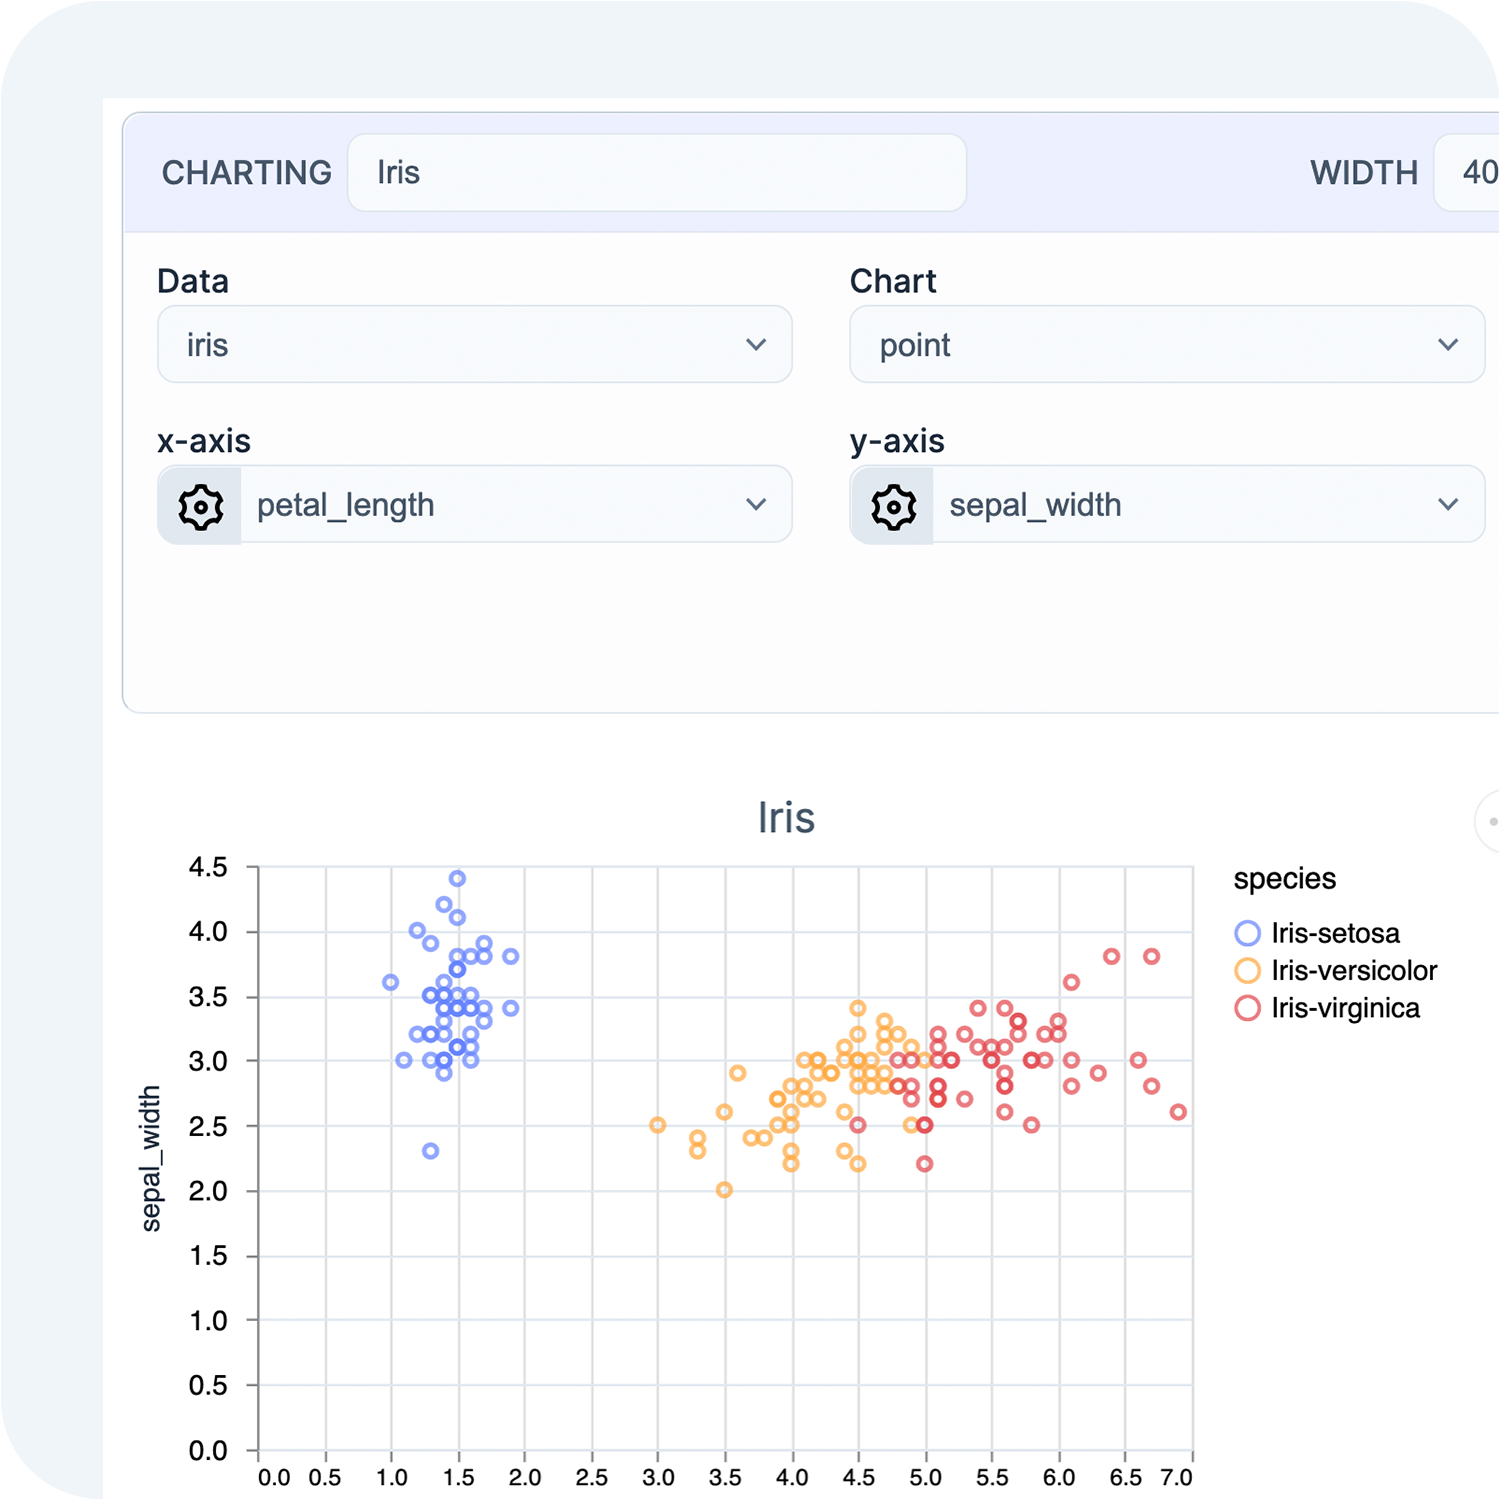 CHARTING Iris WIDTH 40
Data Chart
iris point
x-axis y-axis
petal_length sepal_width
Iris
species
Iris-setosa
Iris-versicolor
Iris-virginica
4.5
4.0
3.5
3.0
2.5
2.0
1.5
1.0
0.5
0.0
sepal_width
0.0 0.5 1.0 1.5 2.0 2.5 3.0 3.5 4.0 4.5 5.0 5.5 6.0 6.5 7.0